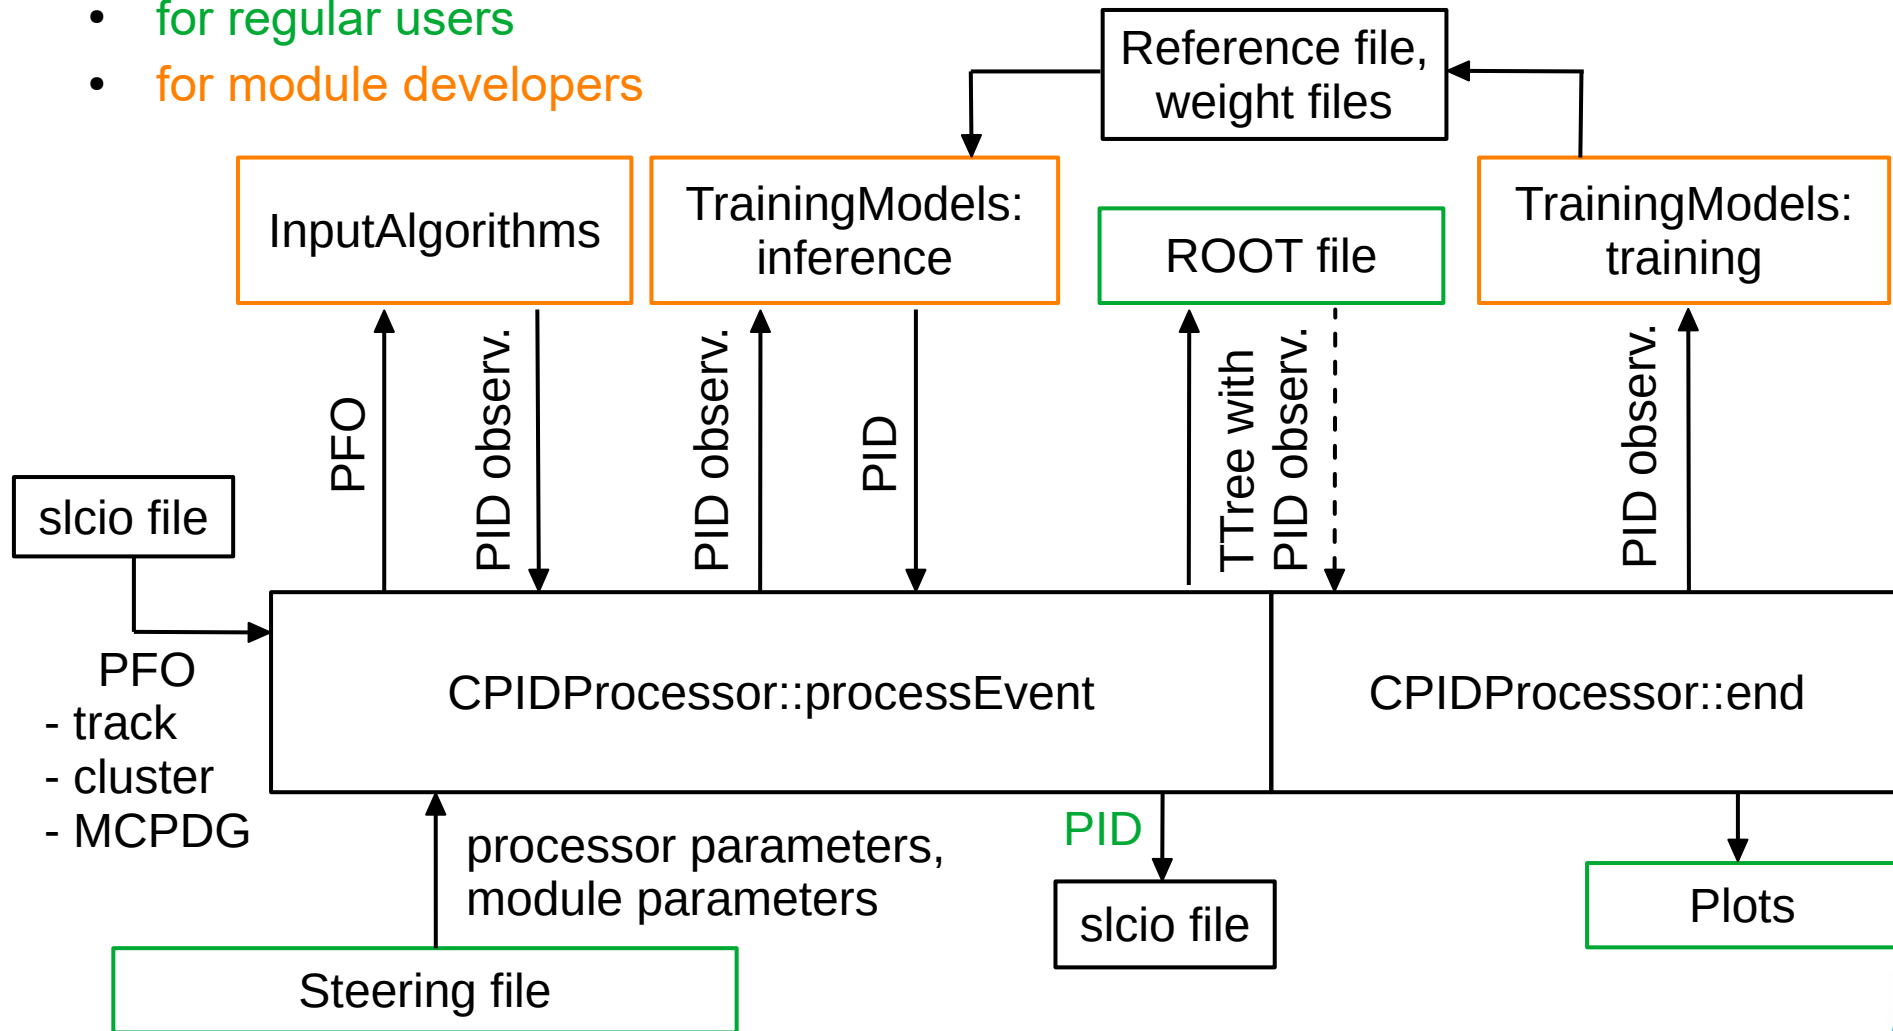 • for regular users
• for module developers
Reference file,
weight files
InputAlgorithms
TrainingModels:
inference
ROOT file
TrainingModels:
training
PFO
PID observ.
PID observ.
PID
TTree with
PID observ.
PID observ.
slcio file
PFO
- track
- cluster
- MCPDG
CPIDProcessor::processEvent
CPIDProcessor::end
processor parameters,
module parameters
PID
slcio file
Plots
Steering file